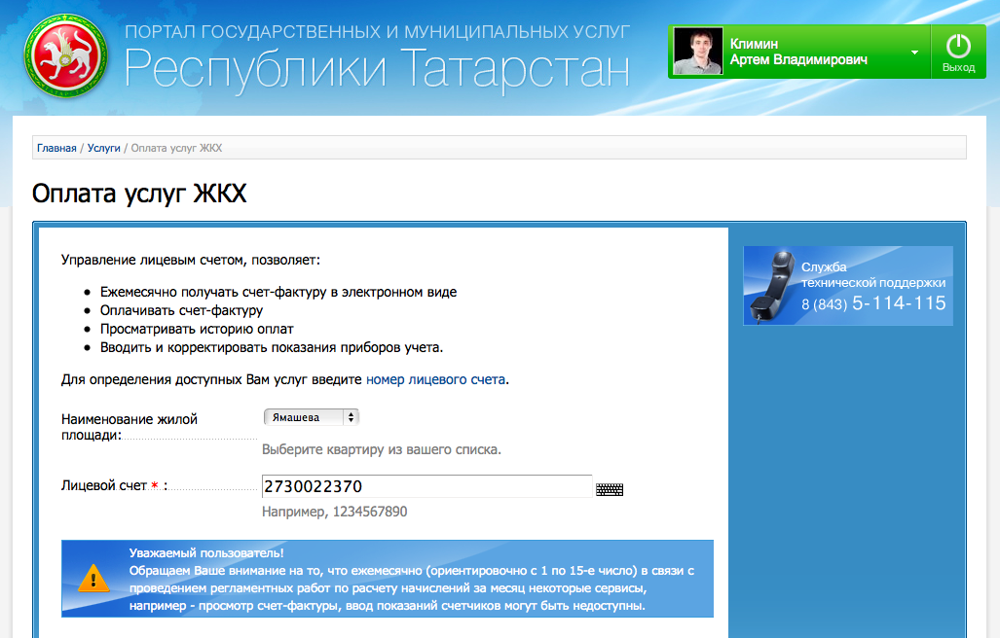 ПОРТАЛ ГОСУДАРСТВЕННЫХ И МУНИЦИПАЛЬНЫХ УСЛУГ
Республики Татарстан
Климин
Артем Владимирович
Выход
Главная / Услуги / Оплата услуг ЖКХ
Оплата услуг ЖКХ
Управление лицевым счетом, позволяет:
Ежемесячно получать счет-фактуру в электронном виде
Оплачивать счет-фактуру
Просматривать историю оплат
Вводить и корректировать показания приборов учета.
Для определения доступных Вам услуг введите номер лицевого счета.
Наименование жилой
площади:
Ямашева
Выберите квартиру из вашего списка.
Лицевой счет * :
2730022370
Например, 1234567890
Уважаемый пользователь!
Обращаем Ваше внимание на то, что ежемесячно (ориентировочно с 1 по 15-е число) в связи с
проведением регламентных работ по расчету начислений за месяц некоторые сервисы,
например - просмотр счет-фактуры, ввод показаний счетчиков могут быть недоступны.
Служба
технической поддержки
8 (843) 5-114-115